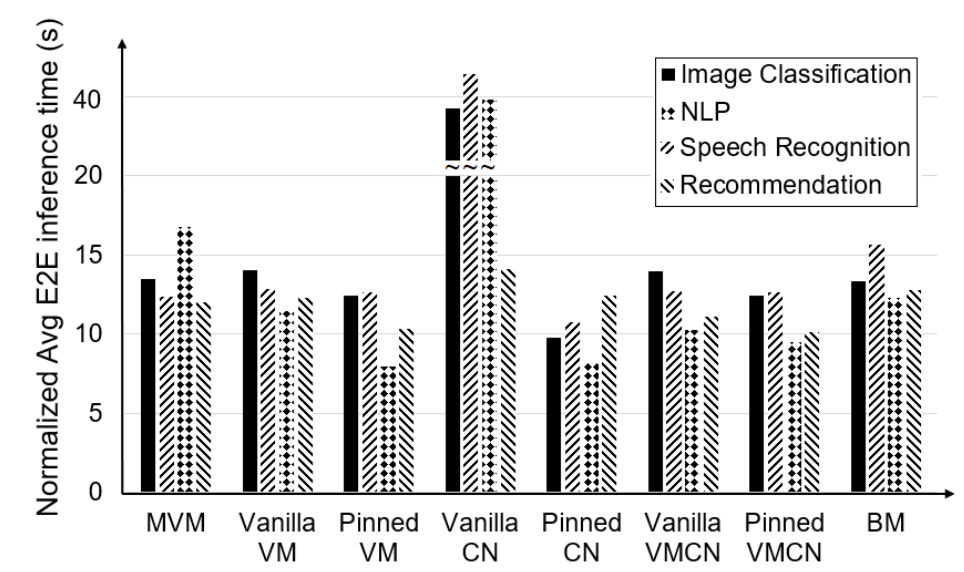 Normalized Avg E2E inference time (s)
40
20
15
10
5
0
Image Classification
NLP
Speech Recognition
Recommendation
~ ~ ~
MVM
Vanilla
VM
Pinned
VM
Vanilla
CN
Pinned
CN
Vanilla
VMCN
Pinned
VMCN
BM